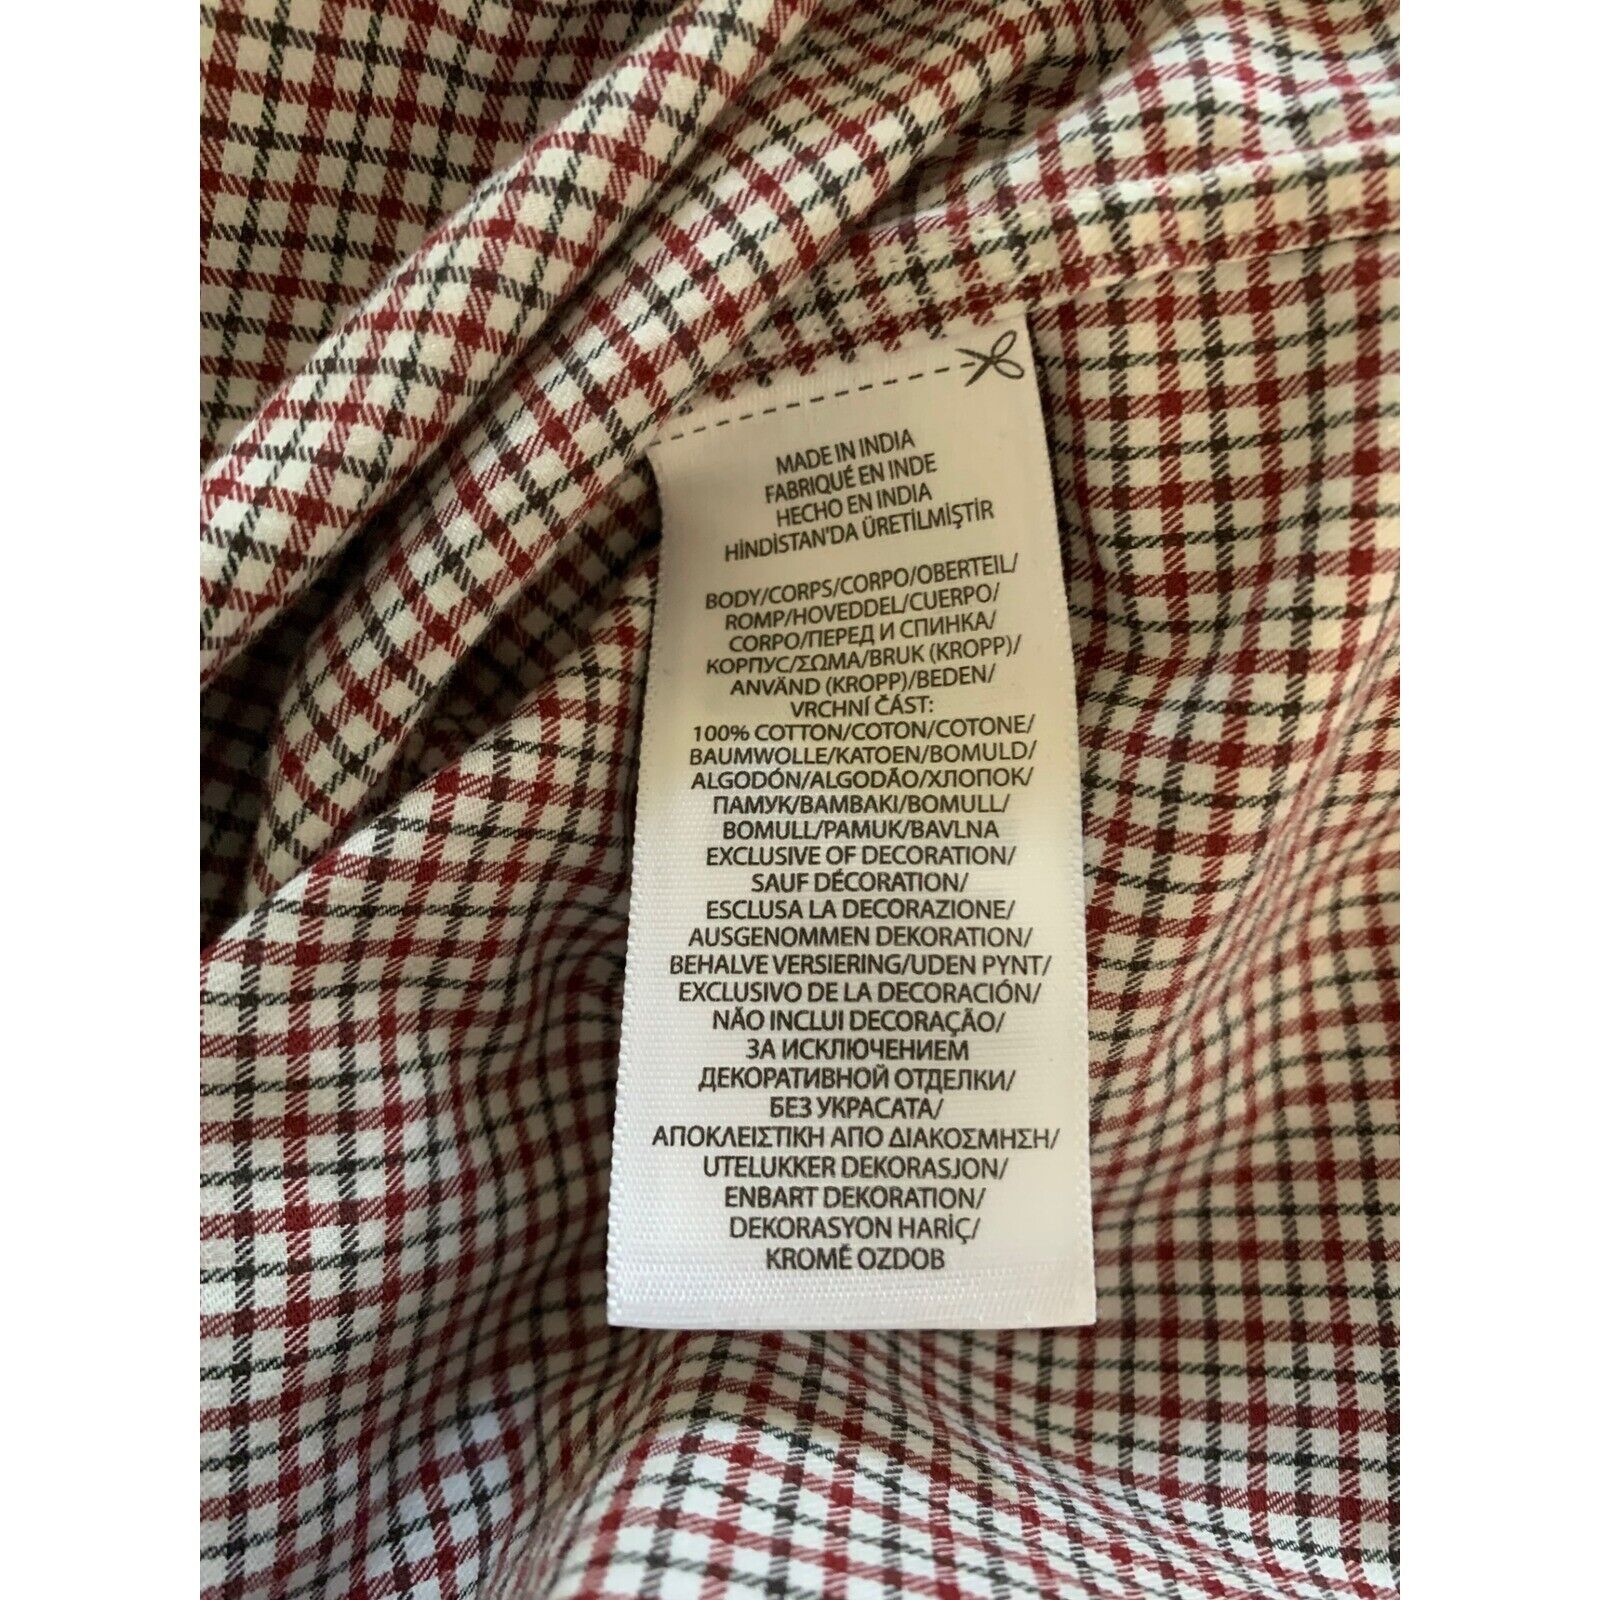 MADE IN INDIA
FABRIQUÉ EN INDE
HECHO EN INDIA
HİNDİSTAN'DA ÜRETİLMİŞTİR
BODY/CORPS/CORPO/OBERTEIL/
ROMP/HOVEDDEL/CUERPO/
CORPO/ПЕРЕД И СПИНКА/
КОРПУС/ΣΩΜΑ/BRUK (KROPP)/
ANVÄND (KROPP)/BEDEN/
VRCHNÍ ČÁST:
100% COTTON/COTON/COTONE/
BAUMWOLLE/KATOEN/BOMULD/
ALGODÓN/ALGODÃO/ХЛОПОК/
ПАМУК/ΒΑΜΒΑΚΙ/BOMULL/
BOMULL/PAMUK/BAVLNA
EXCLUSIVE OF DECORATION/
SAUF DÉCORATION/
ESCLUSA LA DECORAZIONE/
AUSGENOMMEN DEKORATION/
BEHALVE VERSIERING/UDEN PYNT/
EXCLUSIVO DE LA DECORACIÓN/
NÃO INCLUI DECORAÇÃO/
ЗА ИСКЛЮЧЕНИЕМ
ДЕКОРАТИВНОЙ ОТДЕЛКИ/
БЕЗ УКРАСАТА/
ΑΠΟΚΛΕΙΣΤΙΚΗ ΑΠΟ ΔΙΑΚΟΣΜΗΣΗ/
UTELUKKER DEKORASJON/
ENBART DEKORATION/
DEKORASYON HARİÇ/
KROMĚ OZDOB